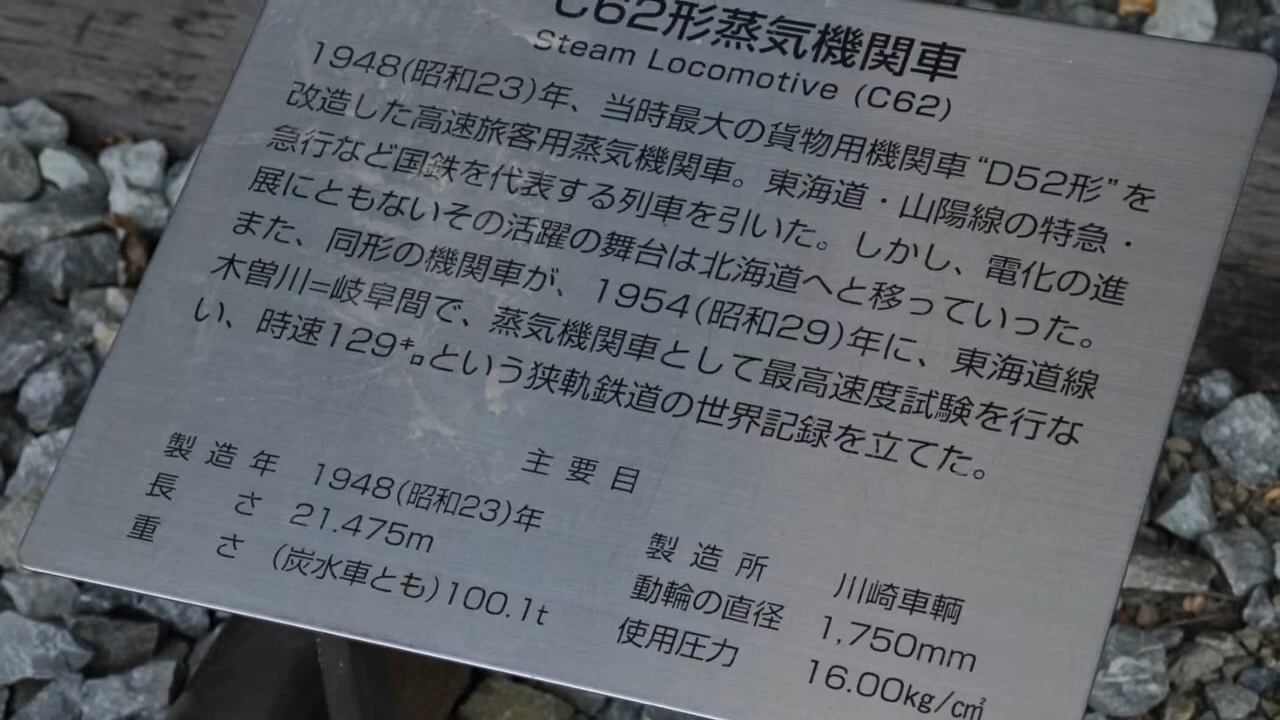 C62形蒸気機関車
Steam Locomotive (C62)
1948(昭和23)年、当時最大の貨物用機関車“D52形”を
改造した高速旅客用蒸気機関車。東海道・山陽線の特急・
急行など国鉄を代表する列車を引いた。しかし、電化の進
展にともないその活躍の舞台は北海道へと移っていった。
また、同形の機関車が、1954(昭和29)年に、東海道線
木曽川=岐阜間で、蒸気機関車として最高速度試験を行な
い、時速129㌔という狭軌鉄道の世界記録を立てた。
主要目
製造年 1948(昭和23)年
長さ 21.475m
重さ (炭水車とも)100.1t
製造所 川崎車輌
動輪の直径 1,750mm
使用圧力 16.00kg/c㎡